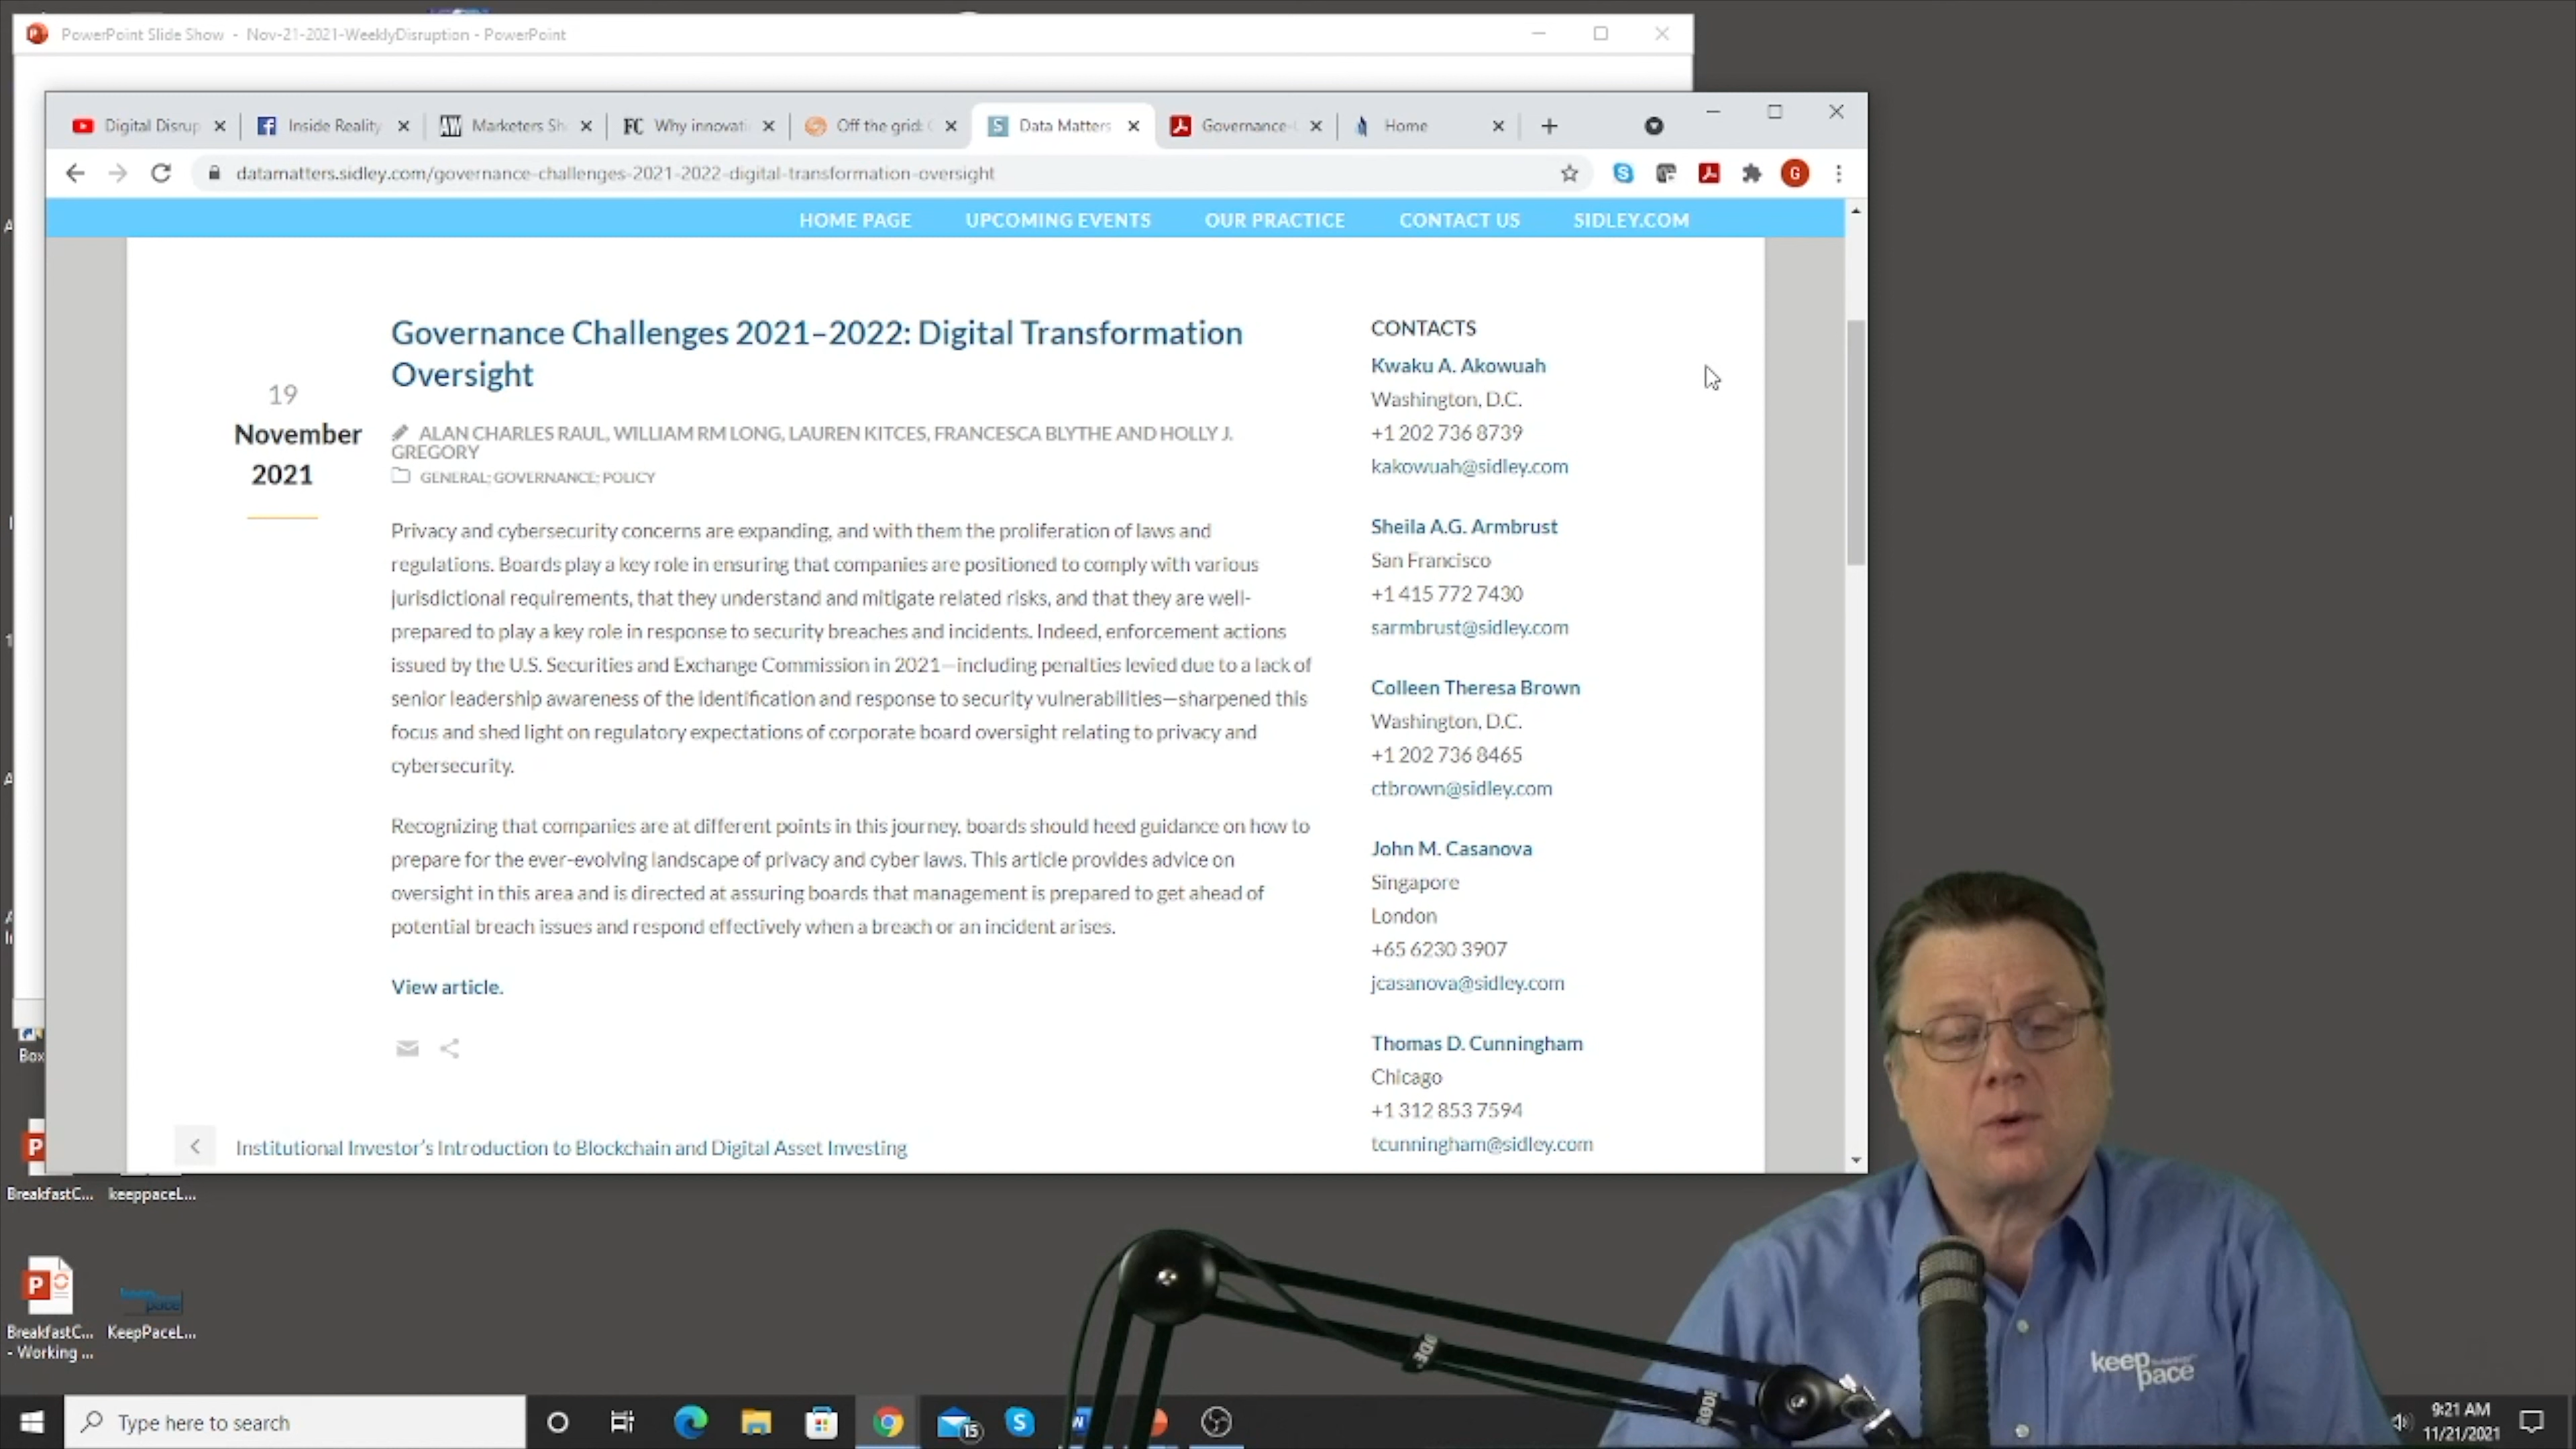 PowerPoint Slide Show - Nov-21-2021-WeeklyDisruption - PowerPoint
Digital Disrup
Inside Reality
Marketers Sh
FC Why innovati
Off the grid:
Data Matters
Governance-
Home
datamatters.sidley.com/governance-challenges-2021-2022-digital-transformation-oversight
G
HOME PAGE UPCOMING EVENTS OUR PRACTICE CONTACT US SIDLEY.COM
Governance Challenges 2021–2022: Digital Transformation
Oversight
19
November
2021
ALAN CHARLES RAUL, WILLIAM RM LONG, LAUREN KITCES, FRANCESCA BLYTHE AND HOLLY J.
GREGORY
GENERAL; GOVERNANCE; POLICY
Privacy and cybersecurity concerns are expanding, and with them the proliferation of laws and
regulations. Boards play a key role in ensuring that companies are positioned to comply with various
jurisdictional requirements, that they understand and mitigate related risks, and that they are well-
prepared to play a key role in response to security breaches and incidents. Indeed, enforcement actions
issued by the U.S. Securities and Exchange Commission in 2021—including penalties levied due to a lack of
senior leadership awareness of the identification and response to security vulnerabilities—sharpened this
focus and shed light on regulatory expectations of corporate board oversight relating to privacy and
cybersecurity.
Recognizing that companies are at different points in this journey, boards should heed guidance on how to
prepare for the ever-evolving landscape of privacy and cyber laws. This article provides advice on
oversight in this area and is directed at assuring boards that management is prepared to get ahead of
potential breach issues and respond effectively when a breach or an incident arises.
View article.
Institutional Investor's Introduction to Blockchain and Digital Asset Investing
CONTACTS
Kwaku A. Akowuah
Washington, D.C.
+1 202 736 8739
kakowuah@sidley.com
Sheila A.G. Armbrust
San Francisco
+1 415 772 7430
sarmbrust@sidley.com
Colleen Theresa Brown
Washington, D.C.
+1 202 736 8465
ctbrown@sidley.com
John M. Casanova
Singapore
London
+65 6230 3907
jcasanova@sidley.com
Thomas D. Cunningham
Chicago
+1 312 853 7594
tcunningham@sidley.com
Box
BreakfastC... keeppaceL...
BreakfastC...
- Working ...
KeepPaceL...
keep
pace
RODE
Type here to search
15
9:21 AM
11/21/2021